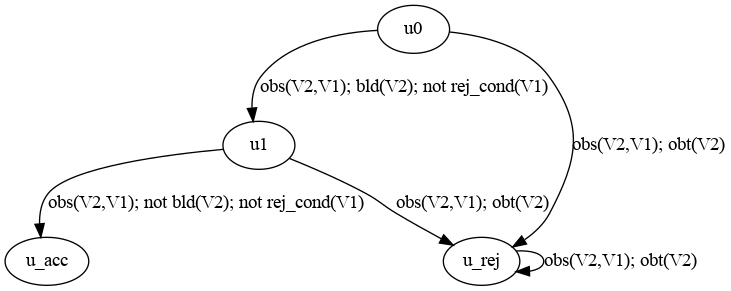 u0
obs(V2,V1); bld(V2); not rej_cond(V1)
u1
obs(V2,V1); obt(V2)
obs(V2,V1); not bld(V2); not rej_cond(V1)
obs(V2,V1); obt(V2)
u_acc
u_rej
obs(V2,V1); obt(V2)